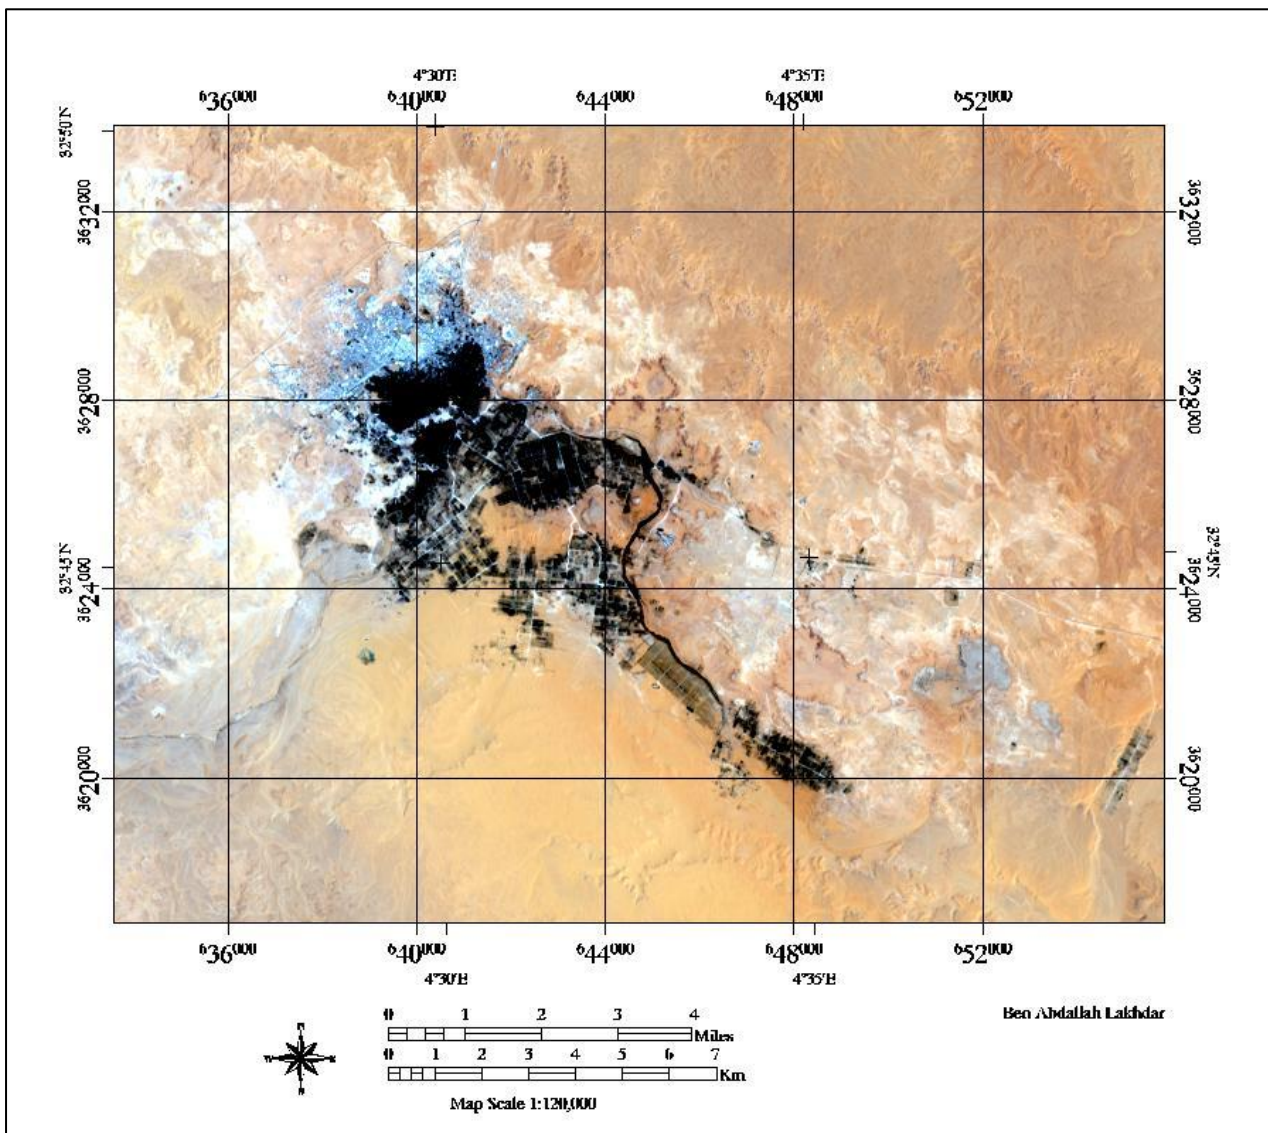 4°30'E 4°35'E
636000 640000 644000 648000 652000
32°50'N
3632000 3632000
3628000 3628000
32°45'N 32°45'N
3624000 3624000
3620000 3620000
636000 640000 644000 648000 652000
4°30'E 4°35'E
0 1 2 3 4
Miles
0 1 2 3 4 5 6 7
Km
Map Scale 1:120,000
Ben Abdallah Lakhdar
N
W E
S